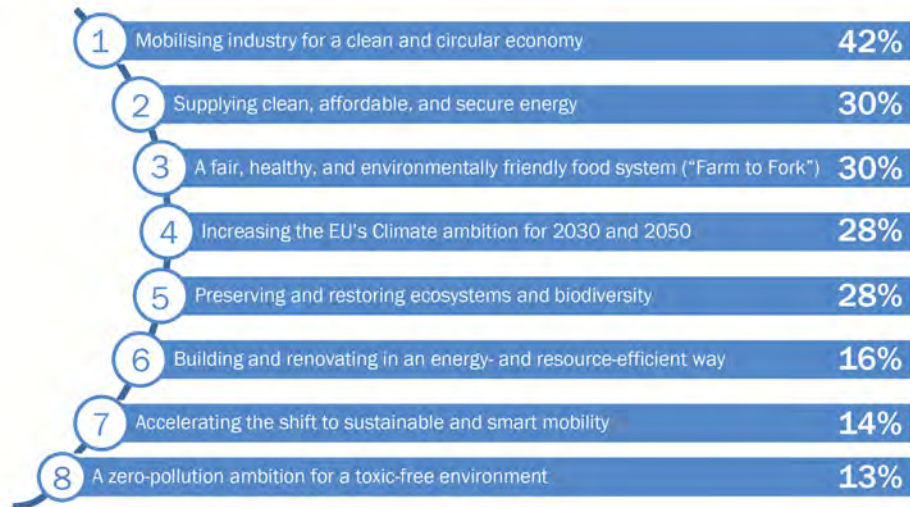 1 Mobilising industry for a clean and circular economy 42%
2 Supplying clean, affordable, and secure energy 30%
3 A fair, healthy, and environmentally friendly food system (“Farm to Fork”) 30%
4 Increasing the EU's Climate ambition for 2030 and 2050 28%
5 Preserving and restoring ecosystems and biodiversity 28%
6 Building and renovating in an energy- and resource-efficient way 16%
7 Accelerating the shift to sustainable and smart mobility 14%
8 A zero-pollution ambition for a toxic-free environment 13%